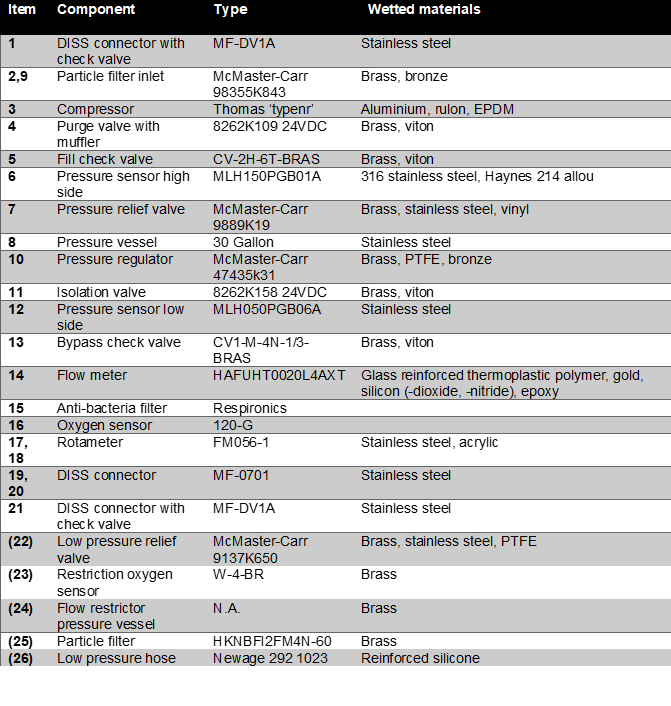 Item Component Type Wetted materials
1 DISS connector with MF-DV1A Stainless steel
check valve
2,9 Particle filter inlet McMaster-Carr Brass, bronze
98355K843
3 Compressor Thomas ‘typenr’ Aluminium, rulon, EPDM
4 Purge valve with 8262K109 24VDC Brass, viton
muffler
5 Fill check valve CV-2H-6T-BRAS Brass, viton
6 Pressure sensor high MLH150PGB01A 316 stainless steel, Haynes 214 allou
side
7 Pressure relief valve McMaster-Carr Brass, stainless steel, vinyl
9889K19
8 Pressure vessel 30 Gallon Stainless steel
10 Pressure regulator McMaster-Carr Brass, PTFE, bronze
47435k31
11 Isolation valve 8262K158 24VDC Brass, viton
12 Pressure sensor low MLH050PGB06A Stainless steel
side
13 Bypass check valve CV1-M-4N-1/3- Brass, viton
BRAS
14 Flow meter HAFUHT0020L4AXT Glass reinforced thermoplastic polymer, gold,
silicon (-dioxide, -nitride), epoxy
15 Anti-bacteria filter Respironics
16 Oxygen sensor 120-G
17, Rotameter FM056-1 Stainless steel, acrylic
18
19, DISS connector MF-0701 Stainless steel
20
21 DISS connector with MF-DV1A Stainless steel
check valve
(22) Low pressure relief McMaster-Carr Brass, stainless steel, PTFE
valve 9137K650
(23) Restriction oxygen W-4-BR Brass
sensor
(24) Flow restrictor N.A. Brass
pressure vessel
(25) Particle filter HKNBFI2FM4N-60 Brass
(26) Low pressure hose Newage 292 1023 Reinforced silicone